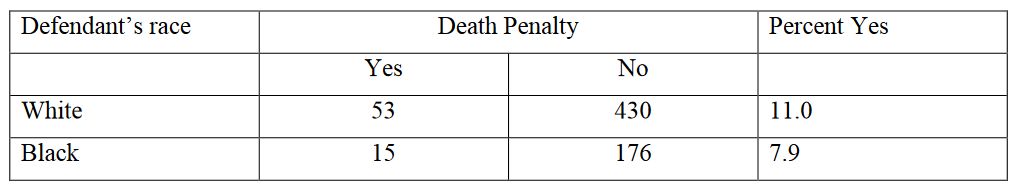 Defendant’s race Death Penalty Percent Yes
Yes No
White 53 430 11.0
Black 15 176 7.9